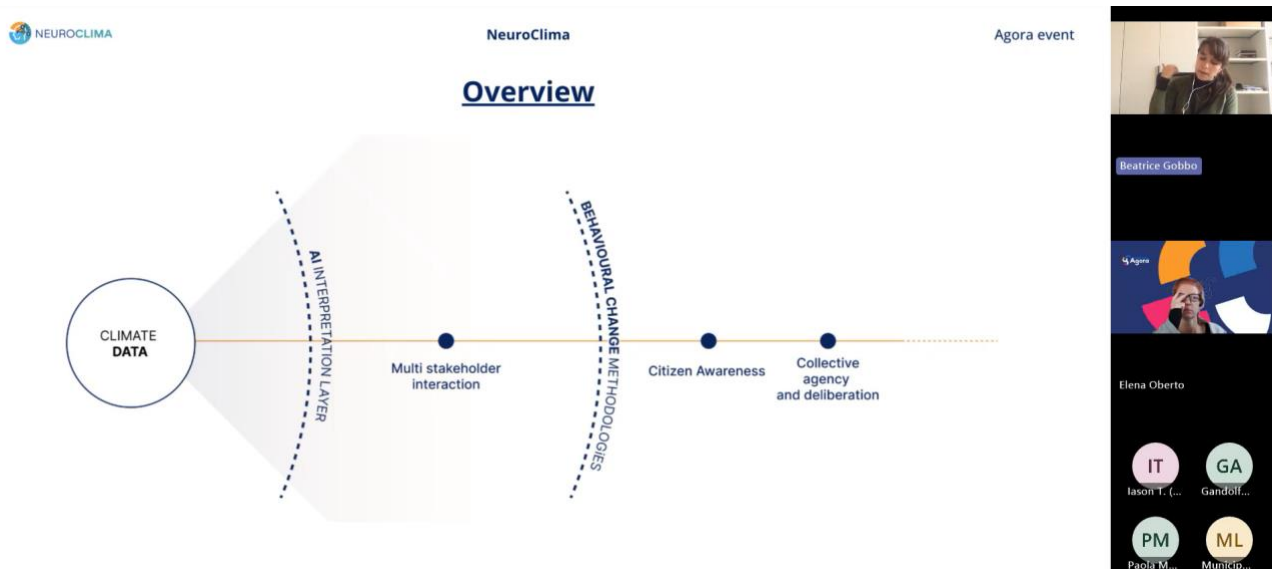 NEUROCLIMA
NeuroClima
Agora event
Overview
CLIMATE
DATA
AI INTERPRETATION LAYER
Multi stakeholder
interaction
BEHAVIOURAL CHANGE METHODOLOGIES
Citizen Awareness
Collective
agency
and deliberation
Beatrice Gobbo
Agora
Elena Oberto
IT
GA
Iason T. (...
Gandolf...
PM
ML
Paola M...
Municip...